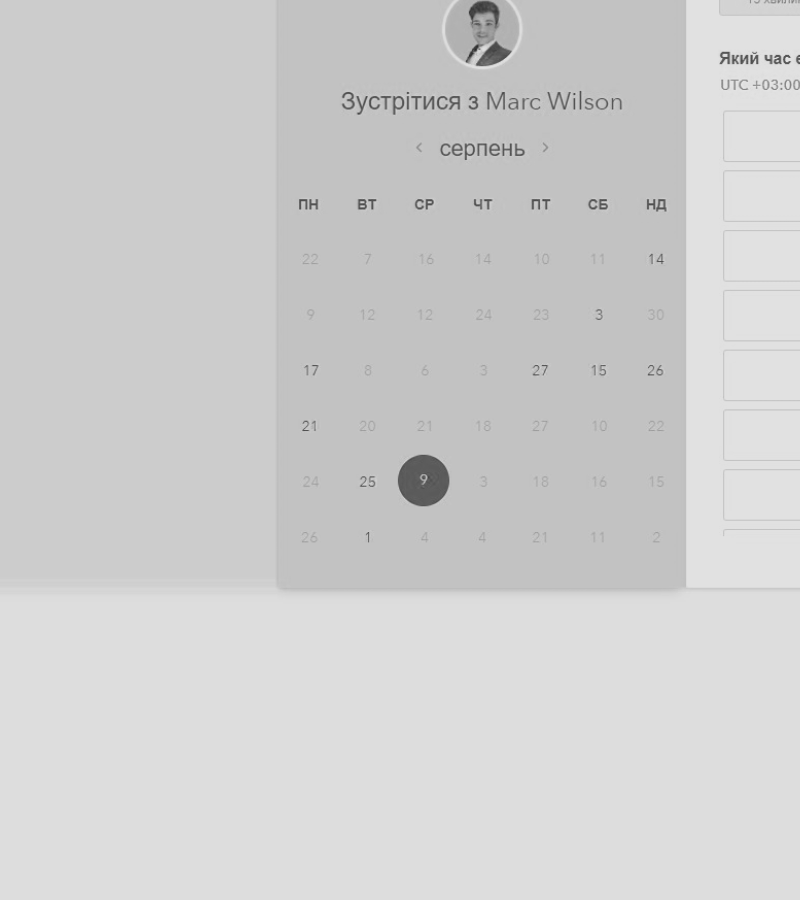 Зустрітися з Marc Wilson
серпень
ПН ВТ СР ЧТ ПТ СБ НД
22 7 16 14 10 11 14
9 12 12 24 23 3 30
17 8 6 3 27 15 26
21 20 21 18 27 10 22
24 25 9 3 18 16 15
26 1 4 4 21 11 2
Який час
UTC +03:00